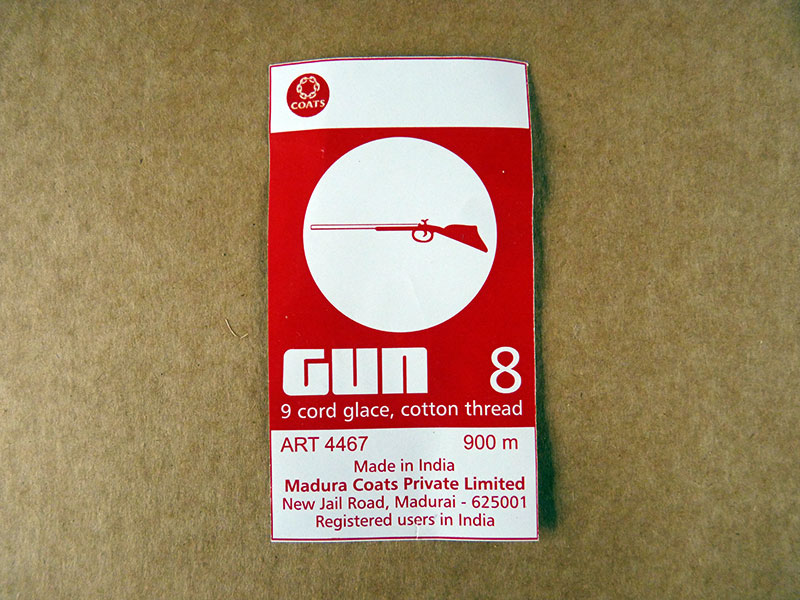 COATS
GUN 8
9 cord glace, cotton thread
ART 4467 900 m
Made in India
Madura Coats Private Limited
New Jail Road, Madurai - 625001
Registered users in India